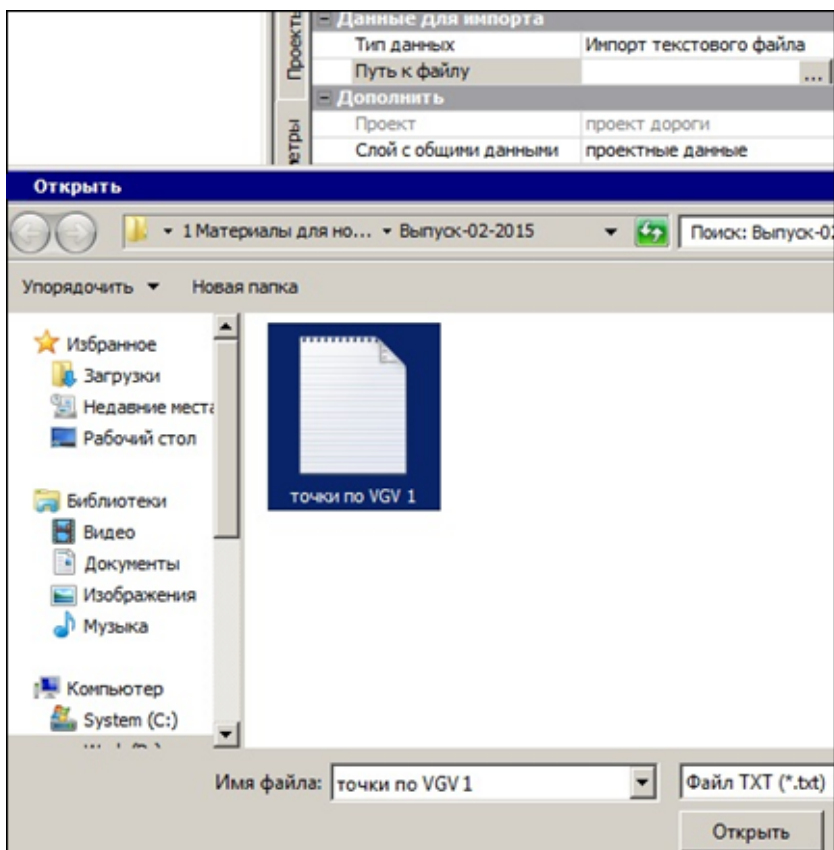 Проекты
Данные для импорта
Тип данных Импорт текстового файла
Путь к файлу ...
Дополнить
Проект проект дороги
Слой с общими данными проектные данные
Открыть
1 Материалы для но... Выпуск-02-2015 Поиск: Выпуск-02
Упорядочить Новая папка
Избранное
Загрузки
Недавние места
Рабочий стол
точки по VGV 1
Библиотеки
Видео
Документы
Изображения
Музыка
Компьютер
System (C:)
Имя файла: точки по VGV 1 Файл TXT (*.txt)
Открыть